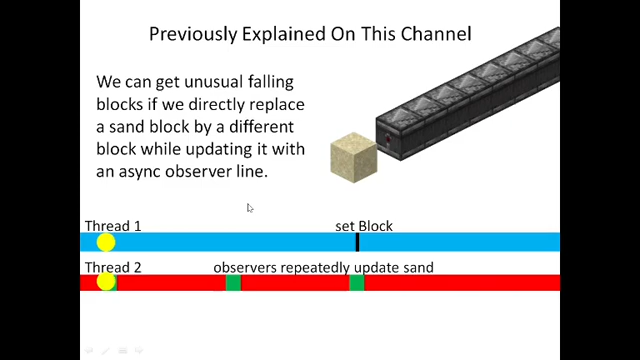 Previously Explained On This Channel
We can get unusual falling
blocks if we directly replace
a sand block by a different
block while updating it with
an async observer line.
Thread 1
set Block
Thread 2
observers repeatedly update sand